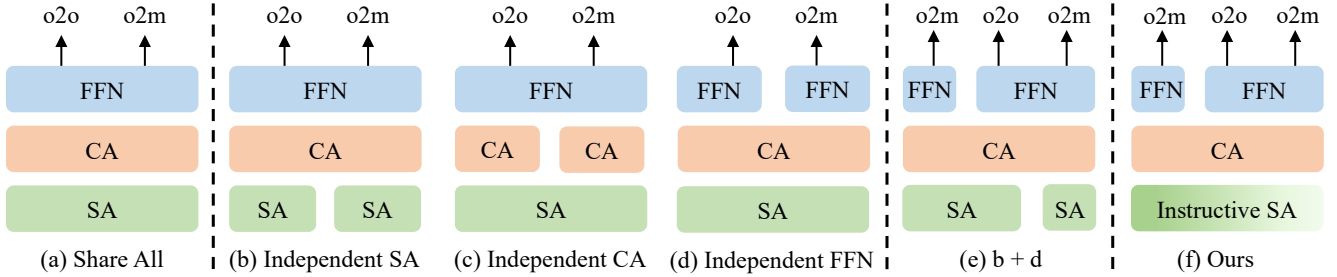 o2o o2m o2o o2m o2o o2m o2o o2m o2m o2o o2m o2m o2o o2m
FFN FFN FFN FFN FFN FFN FFN FFN FFN
CA CA CA CA CA CA CA
SA SA SA SA SA SA SA Instructive SA
(a) Share All (b) Independent SA (c) Independent CA (d) Independent FFN (e) b + d (f) Ours